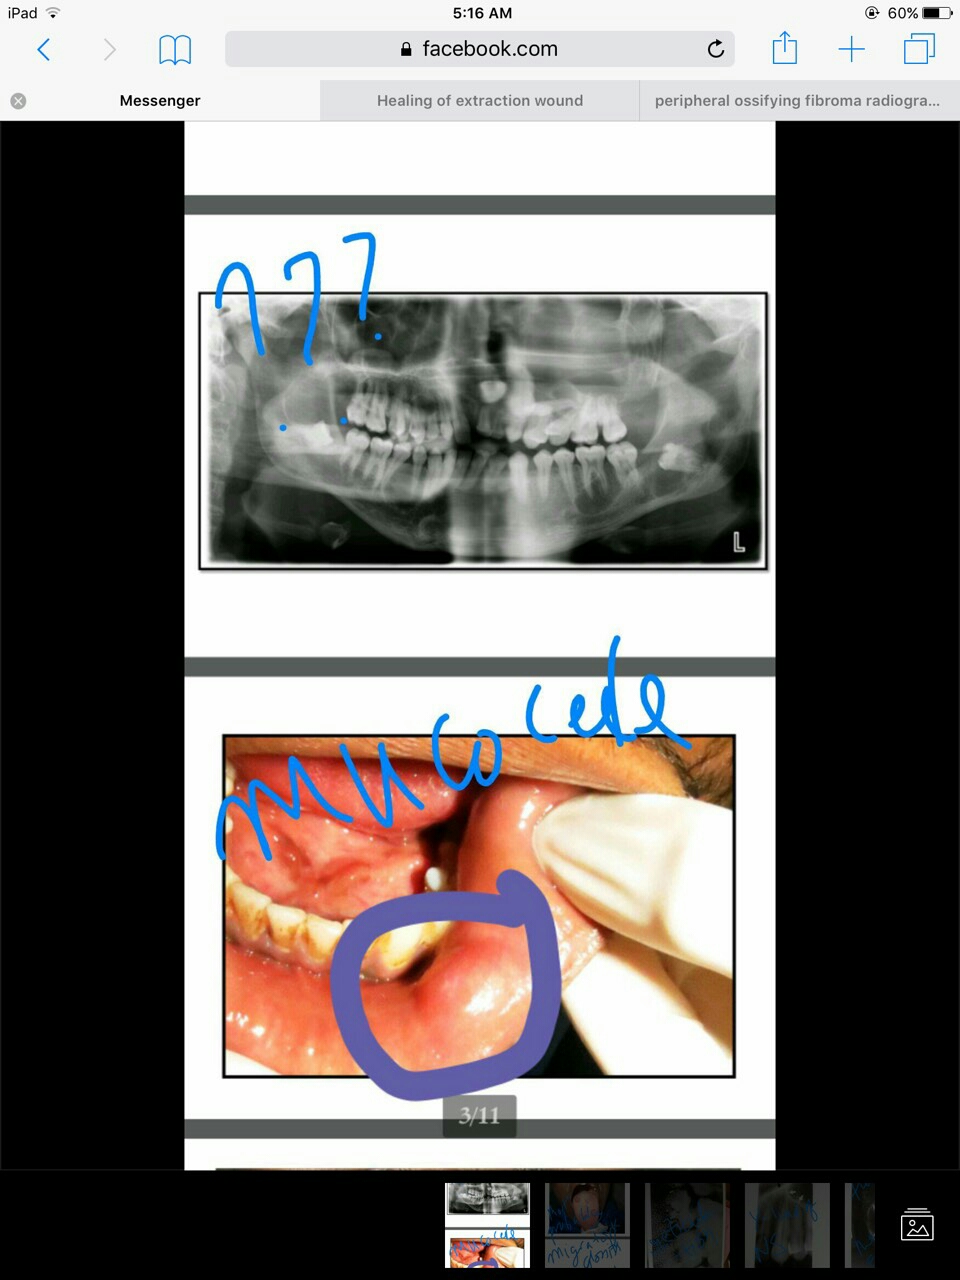 iPad
5:16 AM
60%
facebook.com
Messenger
Healing of extraction wound
peripheral ossifying fibroma radiogra...
???
L
mucocele
3/11